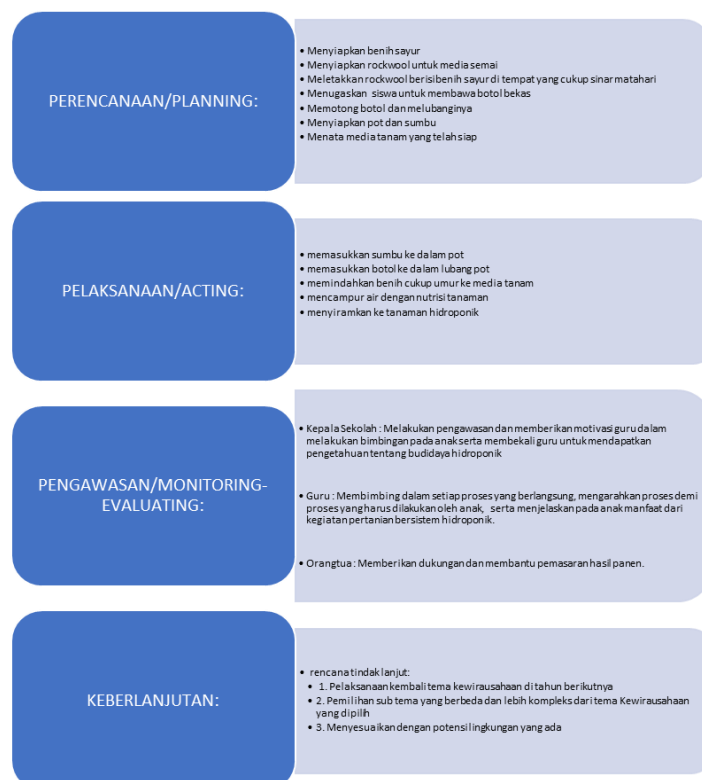 PERENCANAAN/PLANNING:
• Menyiapkan benih sayur
• Menyiapkan rockwool untuk media semai
• Meletakkan rockwool berisi benih sayur di tempat yang cukup sinar matahari
• Menugaskan siswa untuk membawa botol bekas
• Memotong botol dan melubanginya
• Menyiapkan pot dan sumbu
• Menata media tanam yang telah siap
PELAKSANAAN/ACTING:
• memasukkan sumbu ke dalam pot
• memasukkan botol ke dalam lubang pot
• memindahkan benih cukup umur ke media tanam
• mencampur air dengan nutrisi tanaman
• menyiramkan ke tanaman hidroponik
PENGAWASAN/MONITORING-
EVALUATING:
• Kepala Sekolah : Melakukan pengawasan dan memberikan motivasi guru dalam
melakukan bimbingan pada anak serta membekali guru untuk mendapatkan
pengetahuan tentang budidaya hidroponik
• Guru : Membimbing dalam setiap proses yang berlangsung, mengarahkan proses demi
proses yang harus dilakukan oleh anak, serta menjelaskan pada anak manfaat dari
kegiatan pertanian bersistem hidroponik.
• Orangtua : Memberikan dukungan dan membantu pemasaran hasil panen.
KEBERLANJUTAN:
• rencana tindak lanjut:
• 1. Pelaksanaan kembali tema kewirausahaan di tahun berikutnya
• 2. Pemilihan sub tema yang berbeda dan lebih kompleks dari tema Kewirausahaan
yang dipilih
• 3. Menyesuaikan dengan potensi lingkungan yang ada